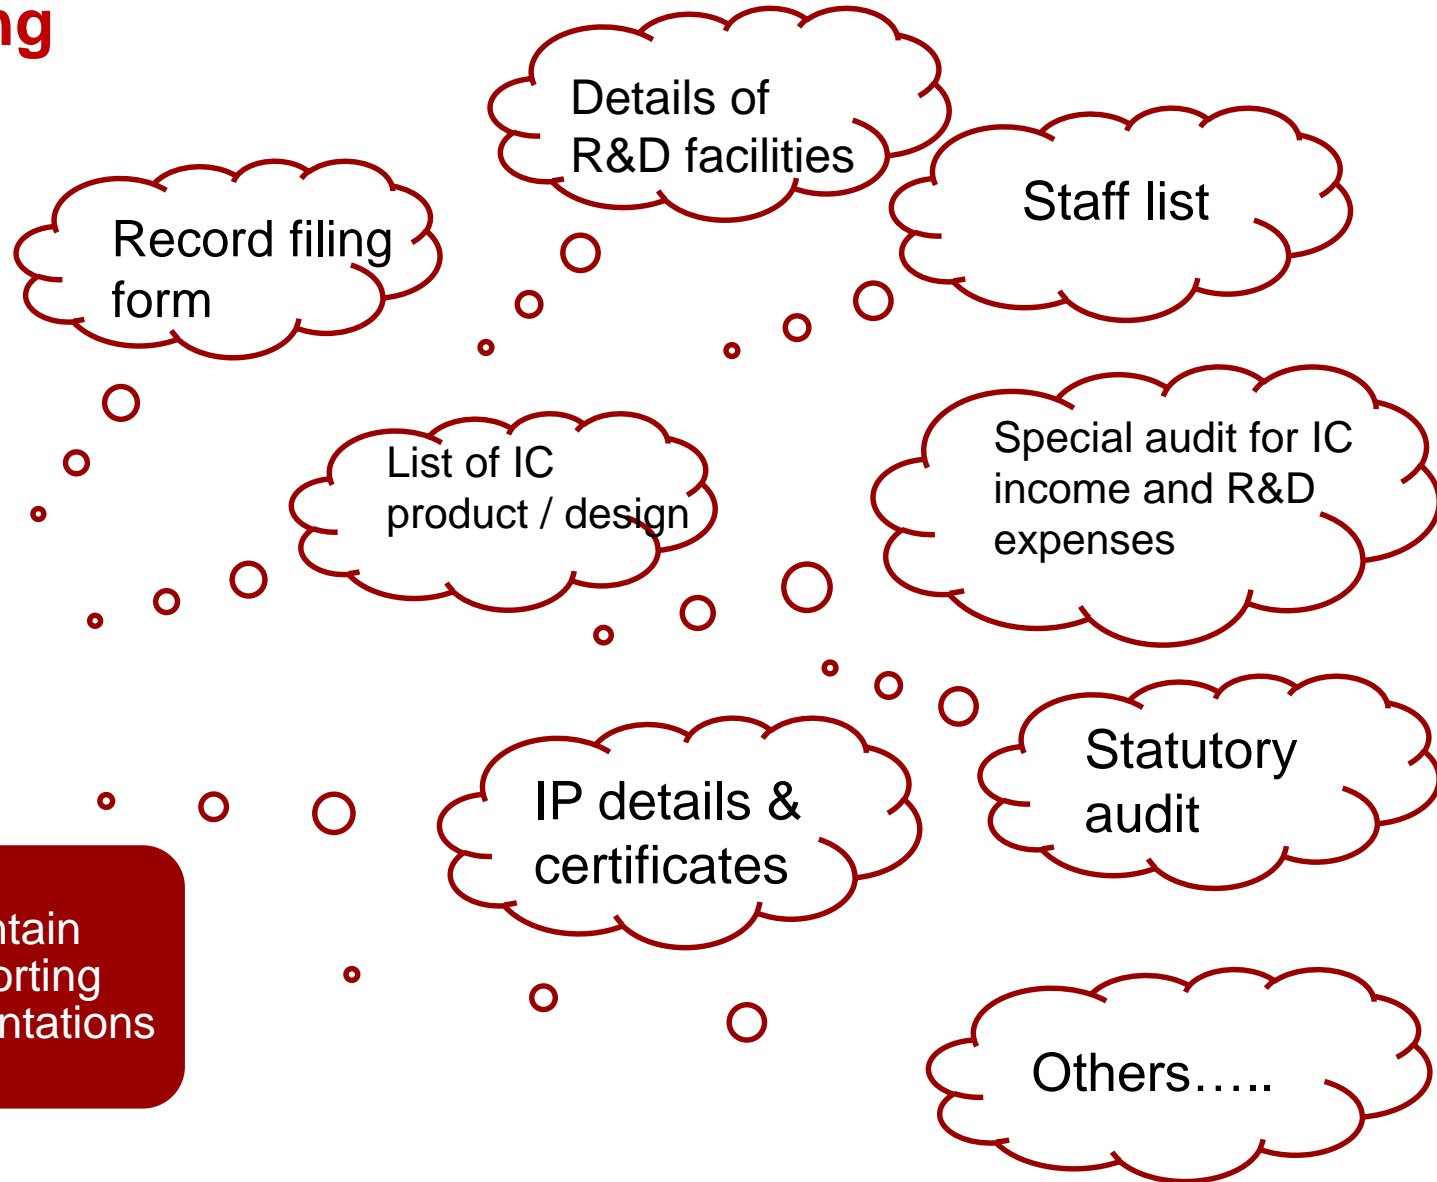 ng
Details of
R&D facilities
Staff list
Record filing
form
List of IC
product / design
Special audit for IC
income and R&D
expenses
Statutory
audit
IP details &
certificates
ntain
orting
ntations
Others…..